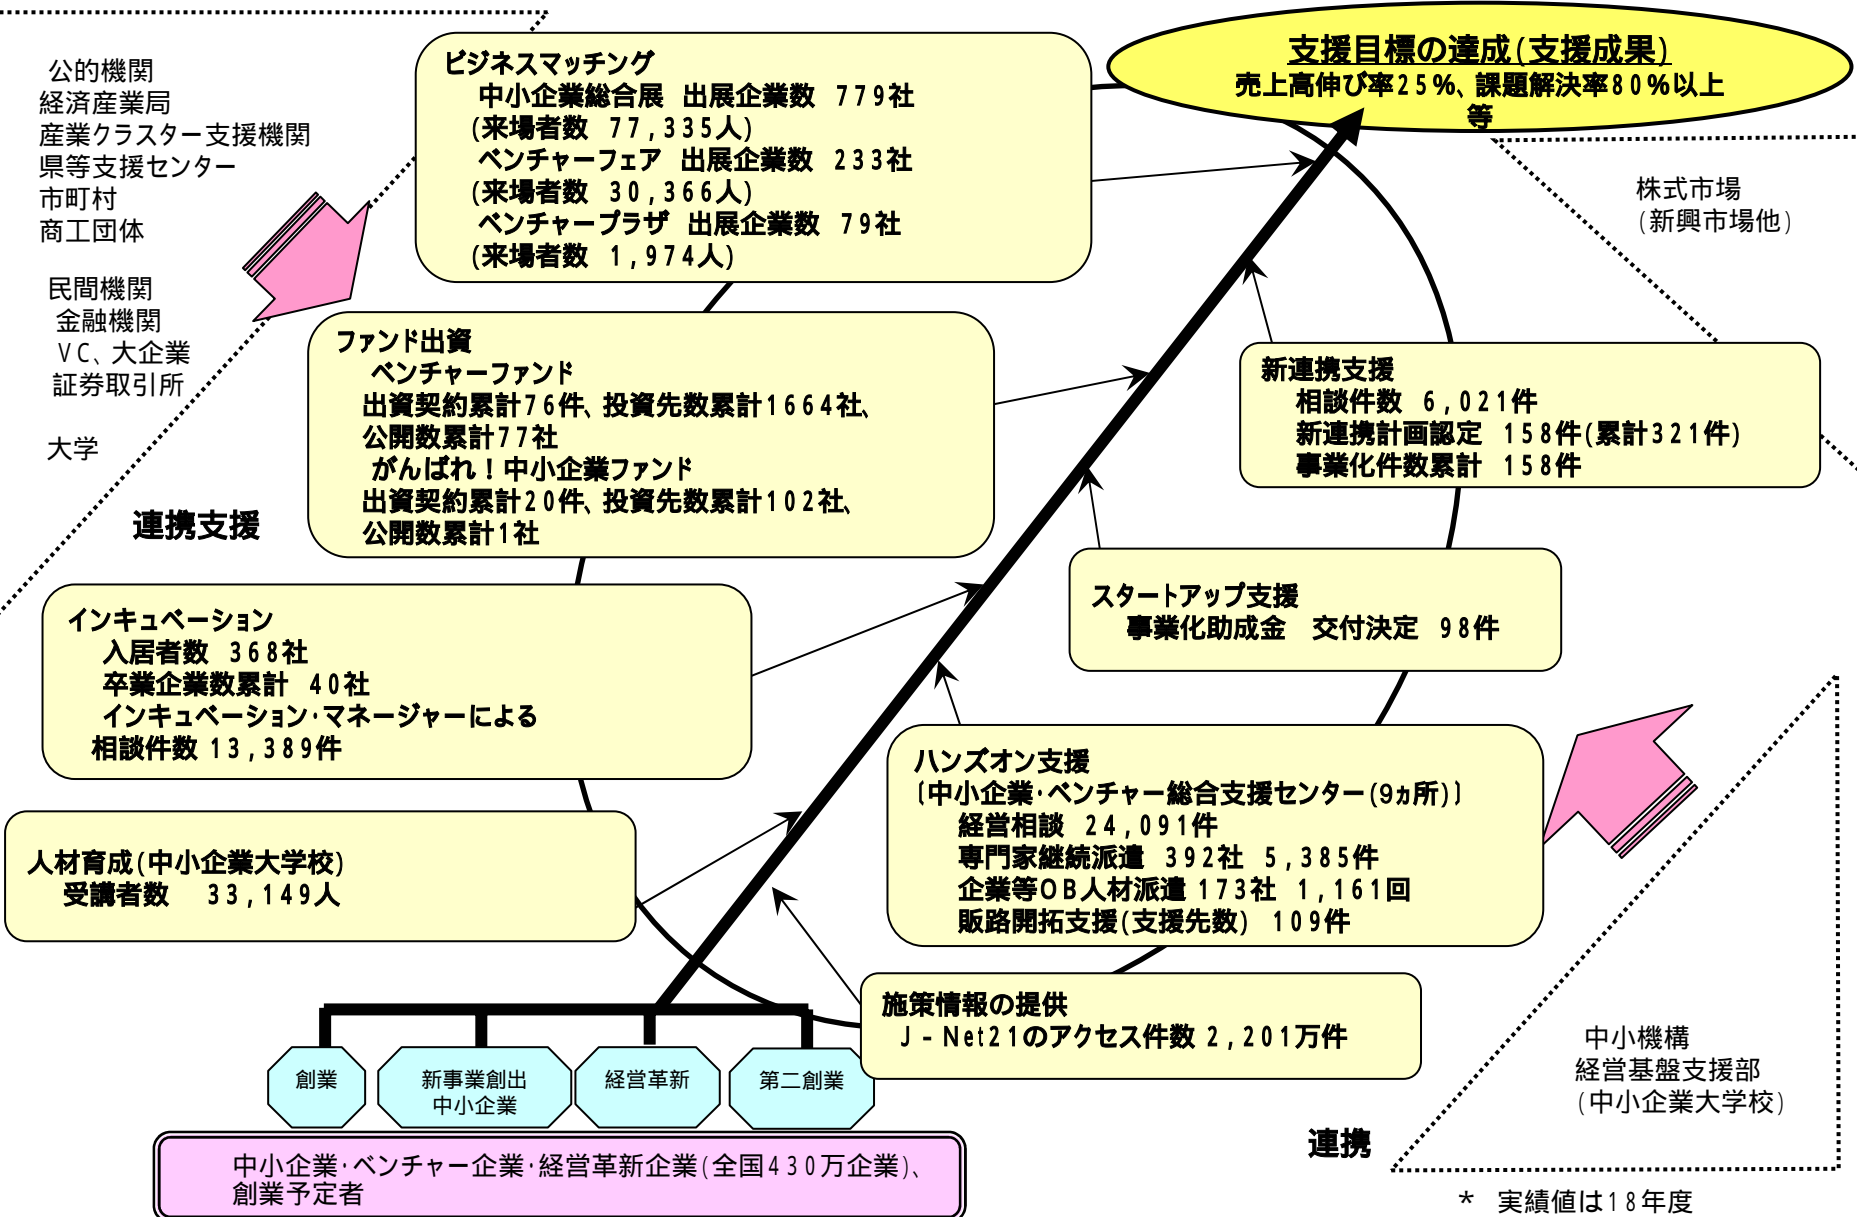 支援目標の達成(支援成果)
売上高伸び率25%、課題解決率80%以上
等
公的機関
経済産業局
産業クラスター支援機関
県等支援センター
市町村
商工団体
民間機関
金融機関
VC、大企業
証券取引所
大学
連携支援
ビジネスマッチング
中小企業総合展 出展企業数 779社
(来場者数 77,335人)
ベンチャーフェア 出展企業数 233社
(来場者数 30,366人)
ベンチャープラザ 出展企業数 79社
(来場者数 1,974人)
株式市場
(新興市場他)
ファンド出資
ベンチャーファンド
出資契約累計76件、投資先数累計1664社、
公開数累計77社
がんばれ!中小企業ファンド
出資契約累計20件、投資先数累計102社、
公開数累計1社
新連携支援
相談件数 6,021件
新連携計画認定 158件(累計321件)
事業化件数累計 158件
スタートアップ支援
事業化助成金 交付決定 98件
インキュベーション
入居者数 368社
卒業企業数累計 40社
インキュベーション・マネージャーによる
相談件数 13,389件
ハンズオン支援
〔中小企業・ベンチャー総合支援センター(9ヵ所)〕
経営相談 24,091件
専門家継続派遣 392社 5,385件
企業等OB人材派遣 173社 1,161回
販路開拓支援(支援先数) 109件
人材育成(中小企業大学校)
受講者数 33,149人
施策情報の提供
J-Net21のアクセス件数 2,201万件
創業
新事業創出
中小企業
経営革新
第二創業
中小企業・ベンチャー企業・経営革新企業(全国430万企業)、
創業予定者
中小機構
経営基盤支援部
(中小企業大学校)
連携
* 実績値は18年度